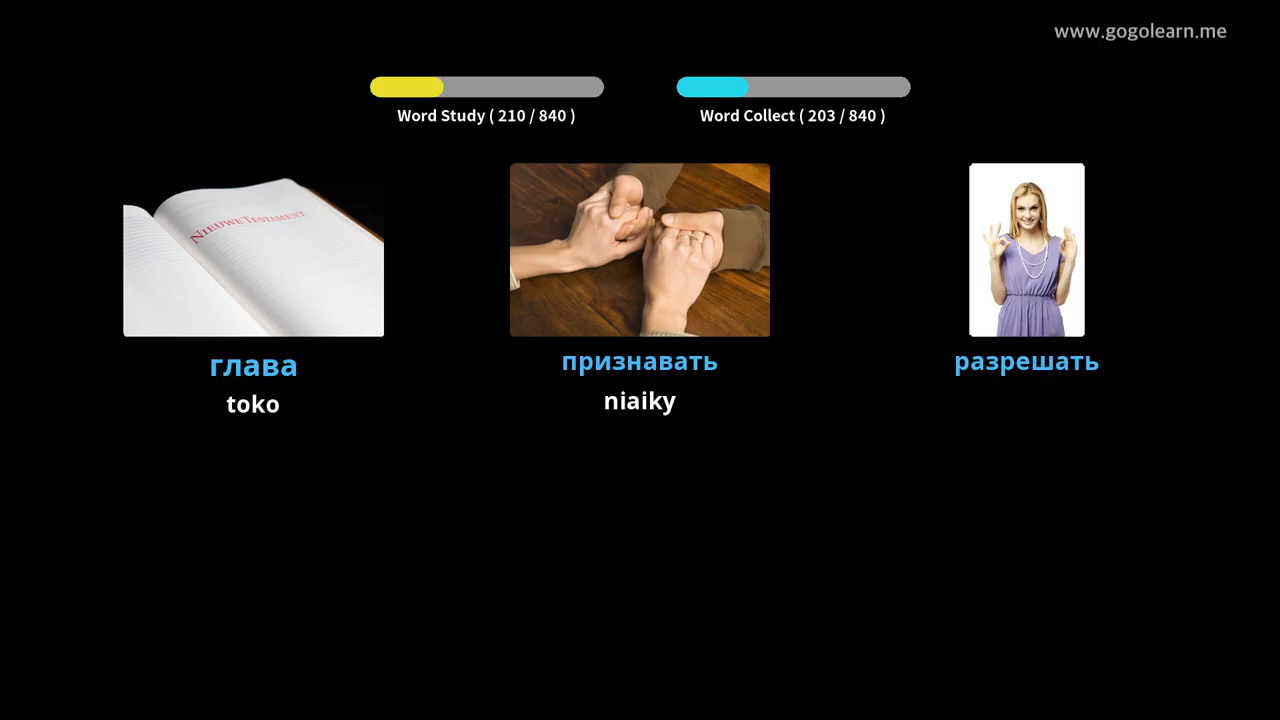 www.gogolearn.me
Word Study ( 210 / 840 )
Word Collect ( 203 / 840 )
NIEUWE TESTAMENT
глава
признавать
разрешать
toko
niaiky